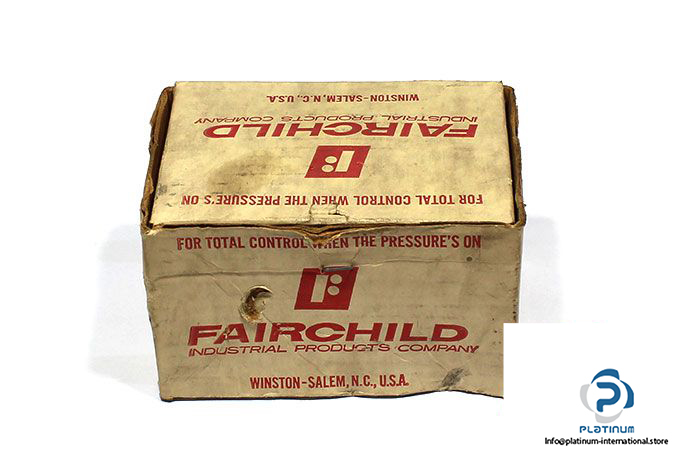 WINSTON-SALEM, N.C., U.S.A.
INDUSTRIAL PRODUCTS COMPANY
FAIRCHILD
FOR TOTAL CONTROL WHEN THE PRESSURE'S ON
FOR TOTAL CONTROL WHEN THE PRESSURE'S ON
FAIRCHILD
INDUSTRIAL PRODUCTS COMPANY
WINSTON-SALEM, N.C., U.S.A.
PLATINUM
Info@platinum-international.store